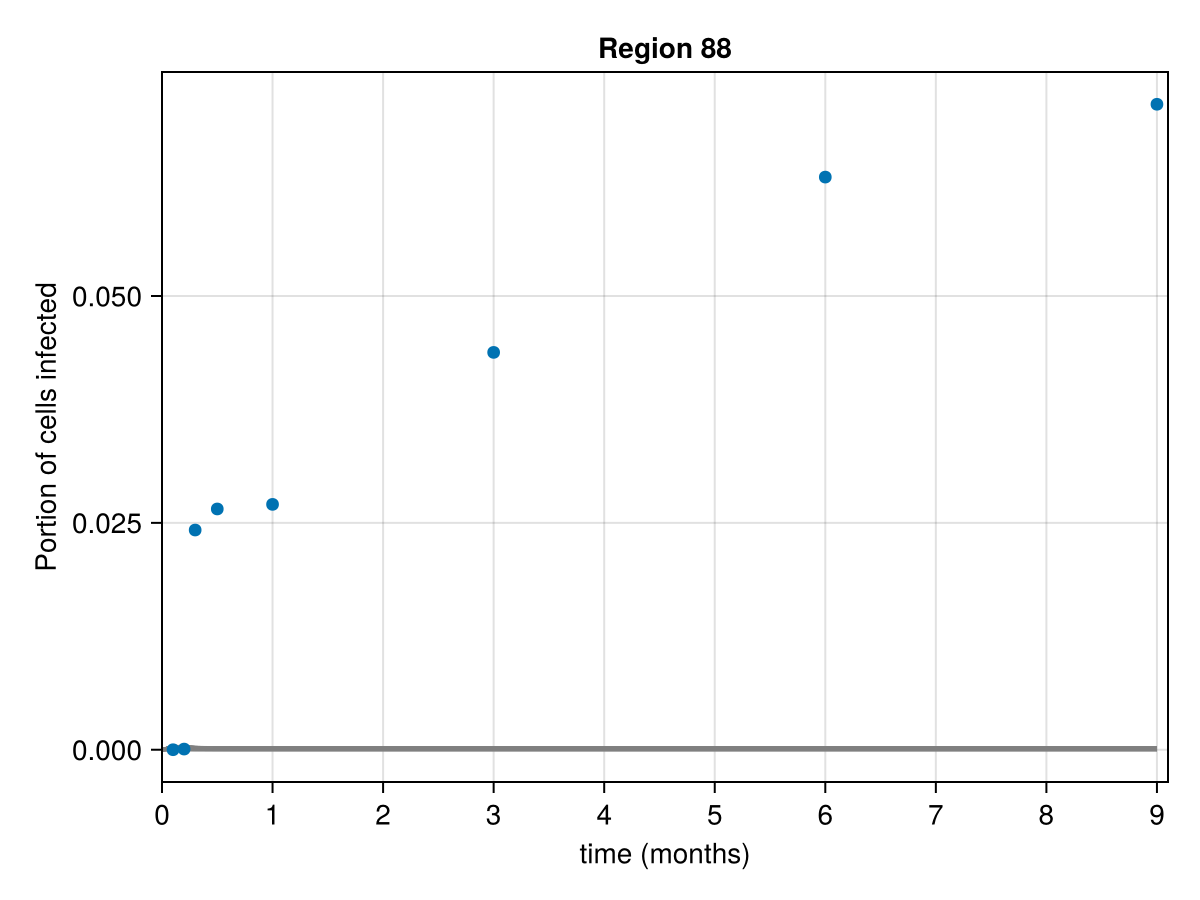 Region 88
Portion of cells infected
0.050
0.025
0.000
0 1 2 3 4 5 6 7 8 9
time (months)